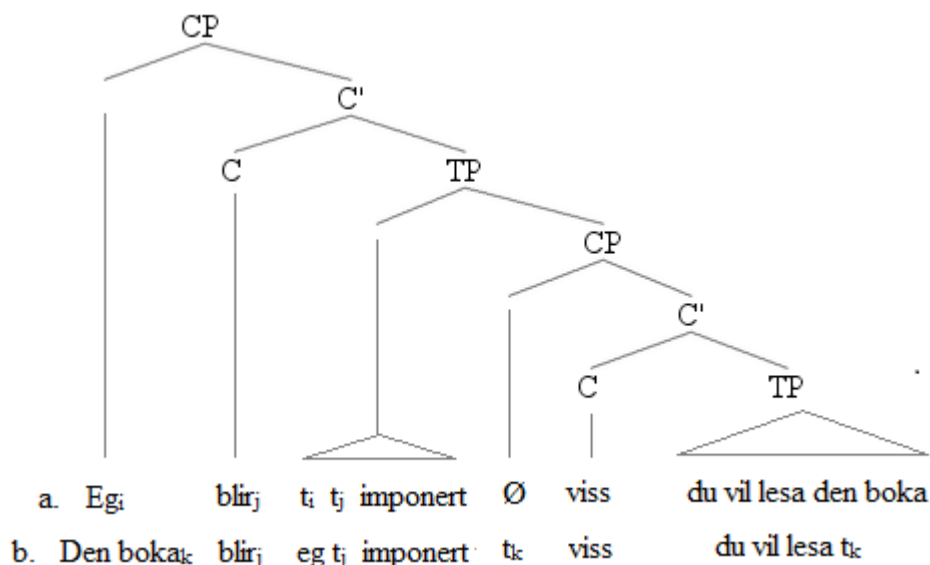 CP
C'
C TP
CP
C'
C TP
a. Egᵢ blirⱼ tᵢ tⱼ imponert Ø viss du vil lesa den boka
b. Den bokaₖ blirⱼ eg tⱼ imponert tₖ viss du vil lesa tₖ